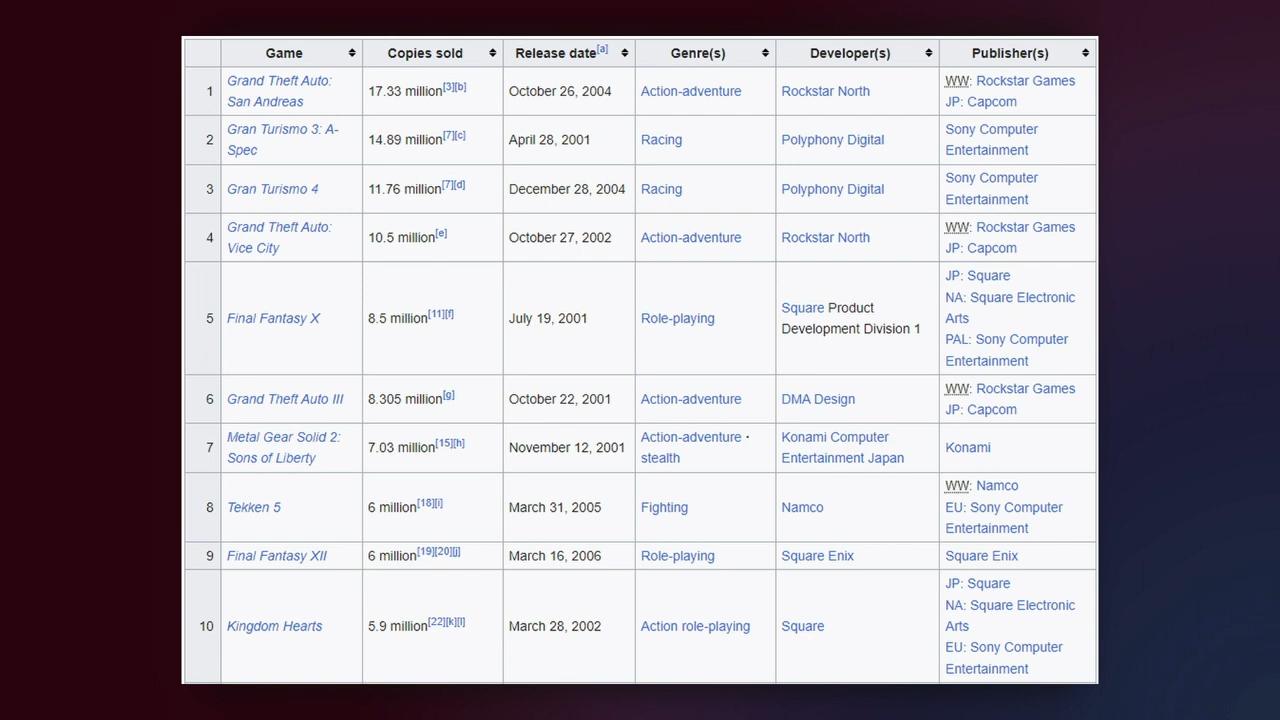 Game Copies sold Release date[a] Genre(s) Developer(s) Publisher(s)
1 Grand Theft Auto: San Andreas 17.33 million[3][b] October 26, 2004 Action-adventure Rockstar North WW: Rockstar Games JP: Capcom
2 Gran Turismo 3: A-Spec 14.89 million[7][c] April 28, 2001 Racing Polyphony Digital Sony Computer Entertainment
3 Gran Turismo 4 11.76 million[7][d] December 28, 2004 Racing Polyphony Digital Sony Computer Entertainment
4 Grand Theft Auto: Vice City 10.5 million[e] October 27, 2002 Action-adventure Rockstar North WW: Rockstar Games JP: Capcom
5 Final Fantasy X 8.5 million[11][f] July 19, 2001 Role-playing Square Product Development Division 1 JP: Square NA: Square Electronic Arts PAL: Sony Computer Entertainment
6 Grand Theft Auto III 8.305 million[g] October 22, 2001 Action-adventure DMA Design WW: Rockstar Games JP: Capcom
7 Metal Gear Solid 2: Sons of Liberty 7.03 million[15][h] November 12, 2001 Action-adventure · stealth Konami Computer Entertainment Japan Konami
8 Tekken 5 6 million[18][i] March 31, 2005 Fighting Namco WW: Namco EU: Sony Computer Entertainment
9 Final Fantasy XII 6 million[19][20][j] March 16, 2006 Role-playing Square Enix Square Enix
10 Kingdom Hearts 5.9 million[22][k][l] March 28, 2002 Action role-playing Square JP: Square NA: Square Electronic Arts EU: Sony Computer Entertainment